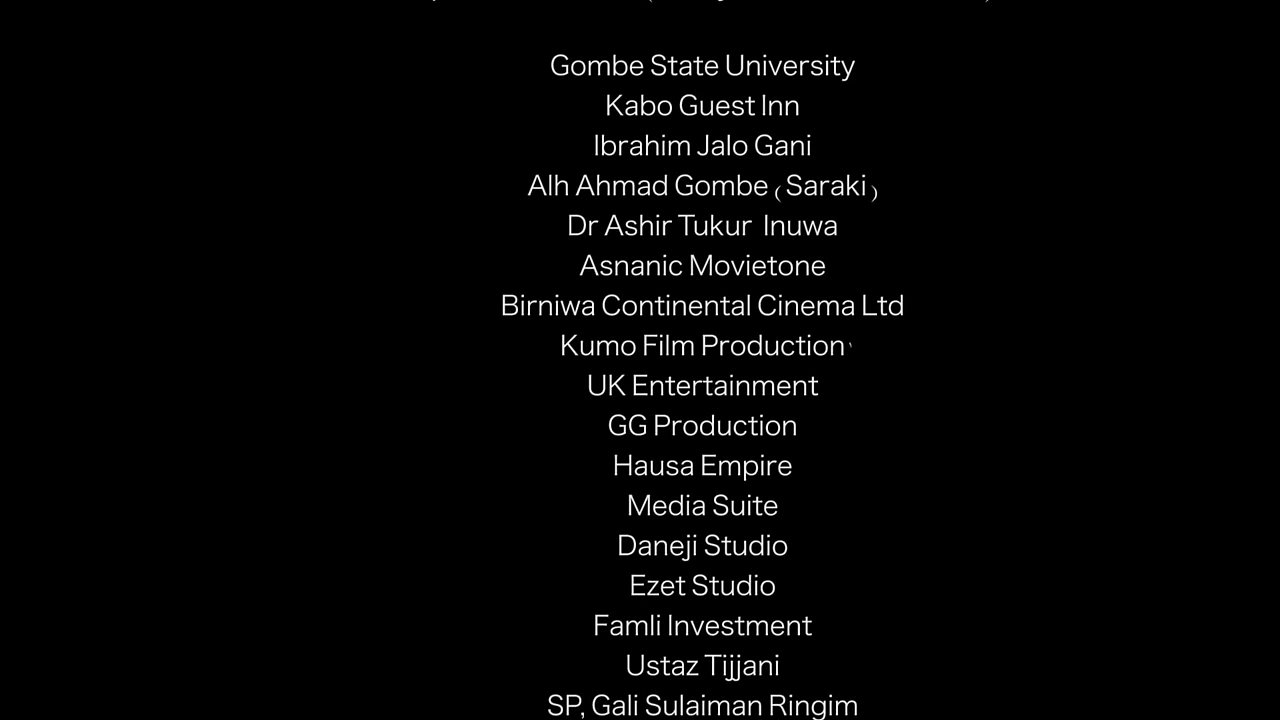 Gombe State University
Kabo Guest Inn
Ibrahim Jalo Gani
Alh Ahmad Gombe (Saraki)
Dr Ashir Tukur Inuwa
Asnanic Movietone
Birniwa Continental Cinema Ltd
Kumo Film Production
UK Entertainment
GG Production
Hausa Empire
Media Suite
Daneji Studio
Ezet Studio
Famli Investment
Ustaz Tijjani
SP, Gali Sulaiman Ringim